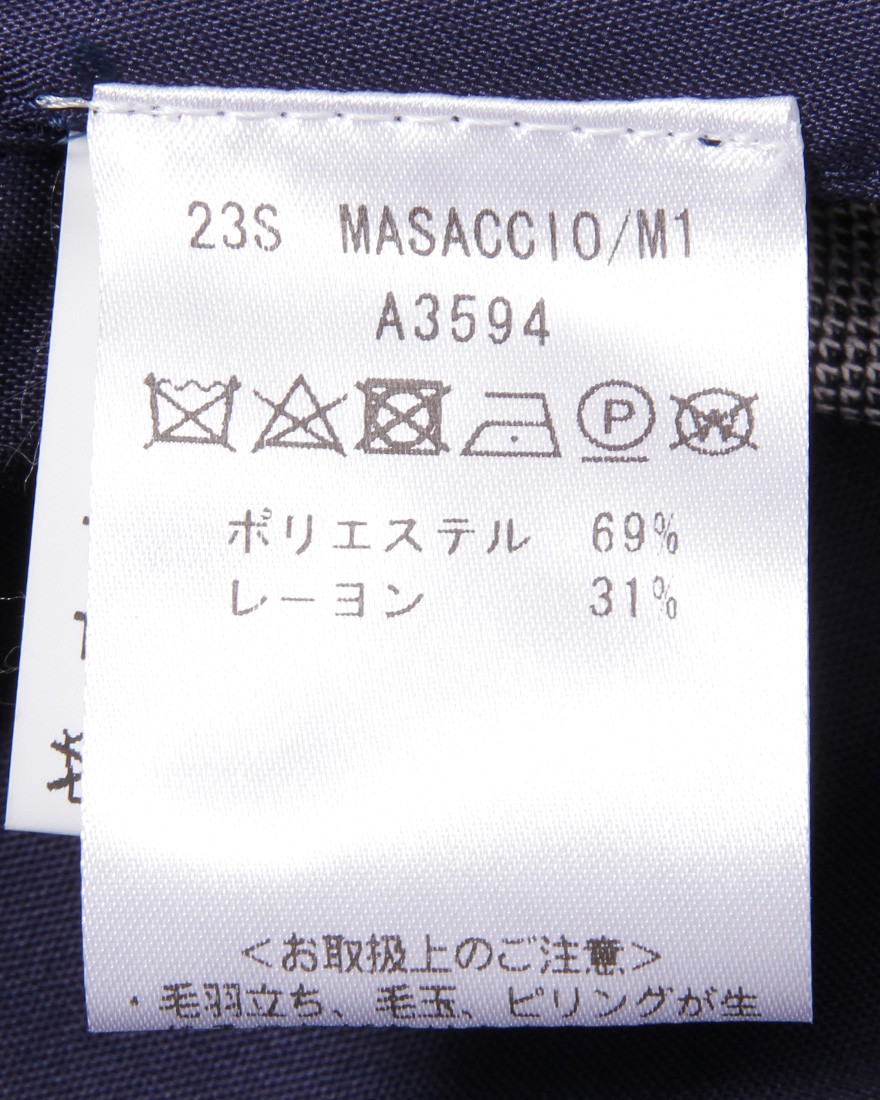 23S MASACCIO/M1
A3594
P
W
ポリエステル 69%
レーヨン 31%
<お取扱上のご注意>
・毛羽立ち、毛玉、ピリングが生